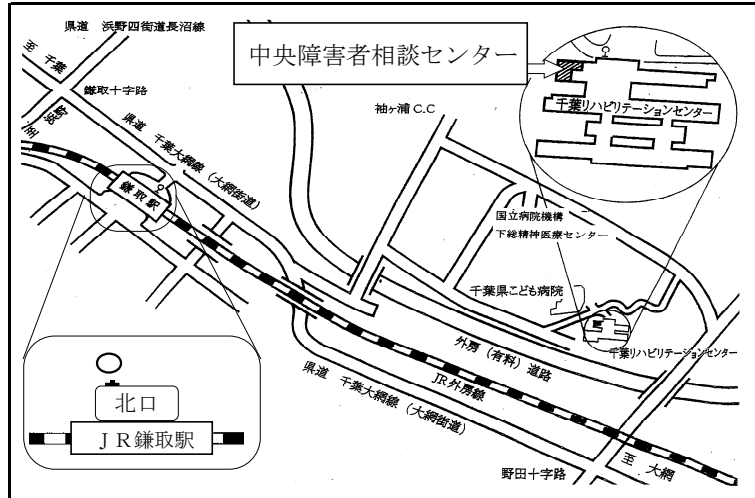 県道　浜野四街道長沼線
至 千葉
鎌取十字路
中央障害者相談センター
千葉リハビリテーションセンター
袖ヶ浦C.C
県道　千葉大網線（大網街道）
鎌取駅
国立病院機構
下総精神医療センター
千葉県こども病院
千葉リハビリテーションセンター
外房（有料）道路
JR外房線
県道　千葉大網線（大網街道）
北口
ＪＲ鎌取駅
野田十字路
至 大網